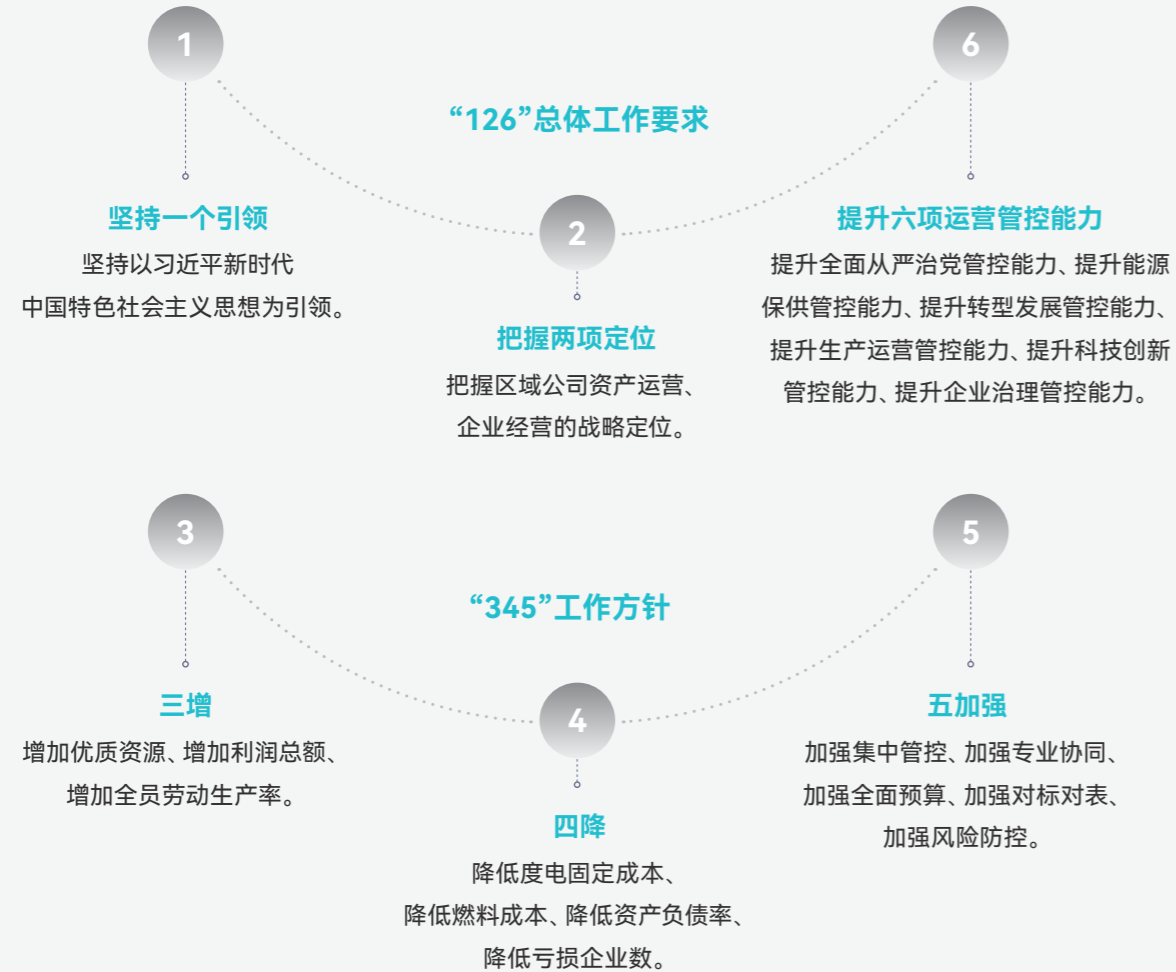 “126”总体工作要求
1
坚持一个引领
坚持以习近平新时代
中国特色社会主义思想为引领。
2
把握两项定位
把握区域公司资产运营、
企业经营的战略定位。
6
提升六项运营管控能力
提升全面从严治党管控能力、提升能源
保供管控能力、提升转型发展管控能力、
提升生产运营管控能力、提升科技创新
管控能力、提升企业治理管控能力。
“345”工作方针
3
三增
增加优质资源、增加利润总额、
增加全员劳动生产率。
4
四降
降低度电固定成本、
降低燃料成本、降低资产负债率、
降低亏损企业数。
5
五加强
加强集中管控、加强专业协同、
加强全面预算、加强对标对表、
加强风险防控。